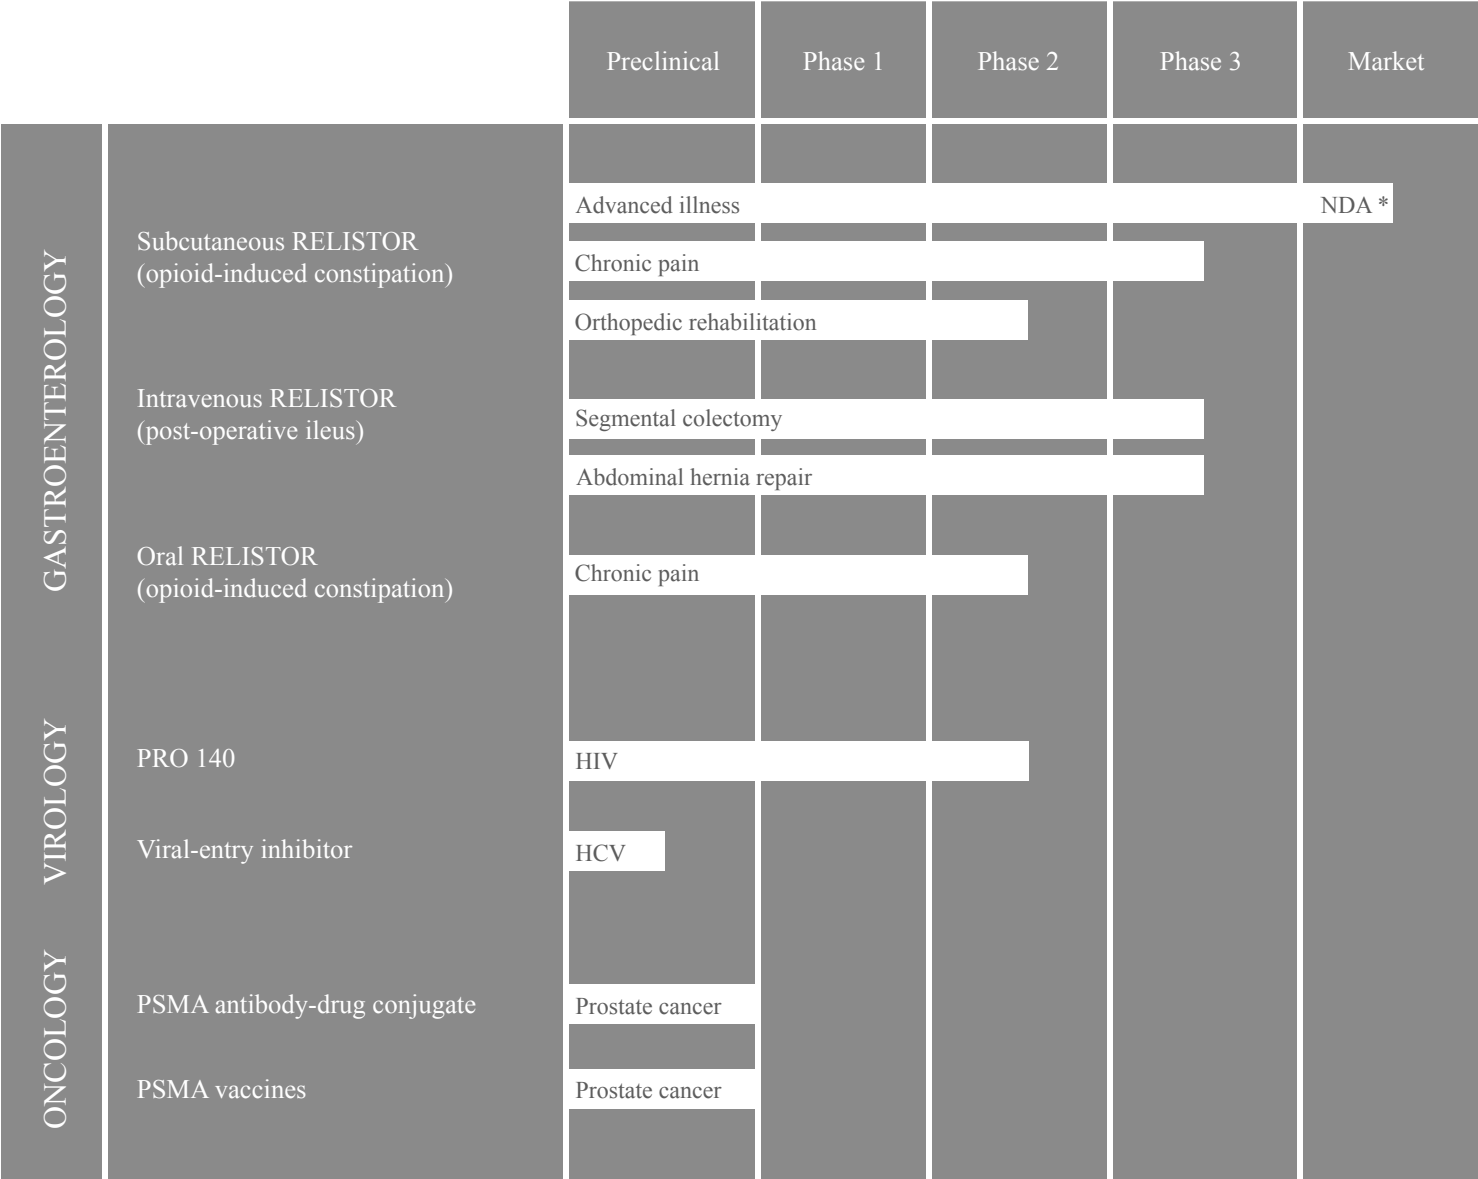 Preclinical
Phase 1
Phase 2
Phase 3
Market
GASTROENTEROLOGY
Subcutaneous RELISTOR
(opioid-induced constipation)
Advanced illness
NDA *
Chronic pain
Orthopedic rehabilitation
Intravenous RELISTOR
(post-operative ileus)
Segmental colectomy
Abdominal hernia repair
Oral RELISTOR
(opioid-induced constipation)
Chronic pain
VIROLOGY
PRO 140
HIV
Viral-entry inhibitor
HCV
ONCOLOGY
PSMA antibody-drug conjugate
Prostate cancer
PSMA vaccines
Prostate cancer